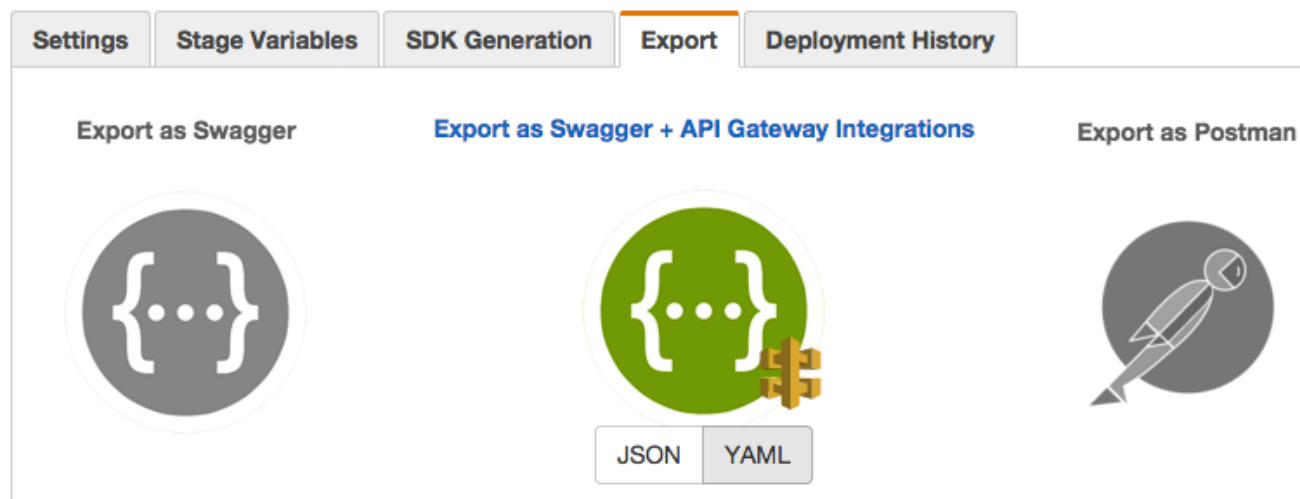 Settings Stage Variables SDK Generation Export Deployment History
Export as Swagger Export as Swagger + API Gateway Integrations Export as Postman
{...} {...}
JSON YAML